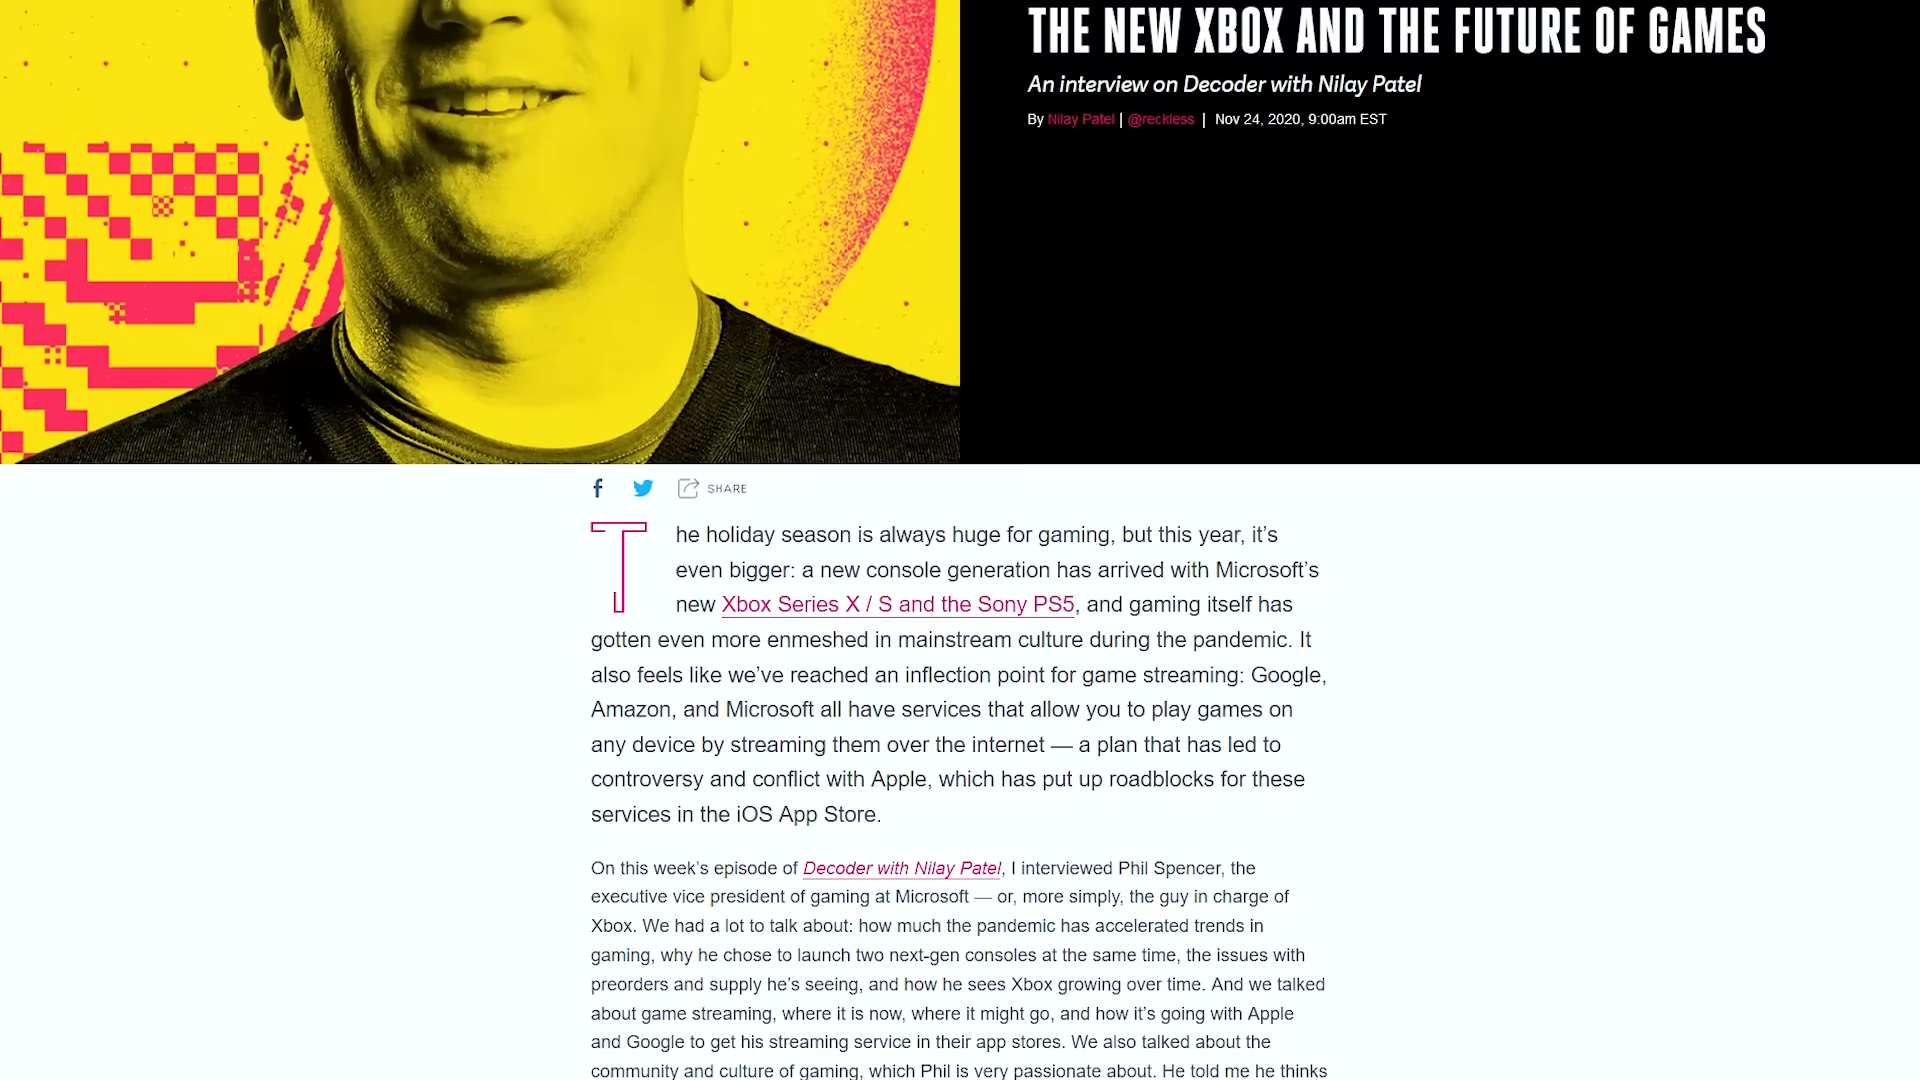 THE NEW XBOX AND THE FUTURE OF GAMES
An interview on Decoder with Nilay Patel
By Nilay Patel | @reckless | Nov 24, 2020, 9:00am EST
SHARE
The holiday season is always huge for gaming, but this year, it’s
even bigger: a new console generation has arrived with Microsoft’s
new Xbox Series X / S and the Sony PS5, and gaming itself has
gotten even more enmeshed in mainstream culture during the pandemic. It
also feels like we’ve reached an inflection point for game streaming: Google,
Amazon, and Microsoft all have services that allow you to play games on
any device by streaming them over the internet — a plan that has led to
controversy and conflict with Apple, which has put up roadblocks for these
services in the iOS App Store.
On this week’s episode of Decoder with Nilay Patel, I interviewed Phil Spencer, the
executive vice president of gaming at Microsoft — or, more simply, the guy in charge of
Xbox. We had a lot to talk about: how much the pandemic has accelerated trends in
gaming, why he chose to launch two next-gen consoles at the same time, the issues with
preorders and supply he’s seeing, and how he sees Xbox growing over time. And we talked
about game streaming, where it is now, where it might go, and how it’s going with Apple
and Google to get his streaming service in their app stores. We also talked about the
community and culture of gaming, which Phil is very passionate about. He told me he thinks